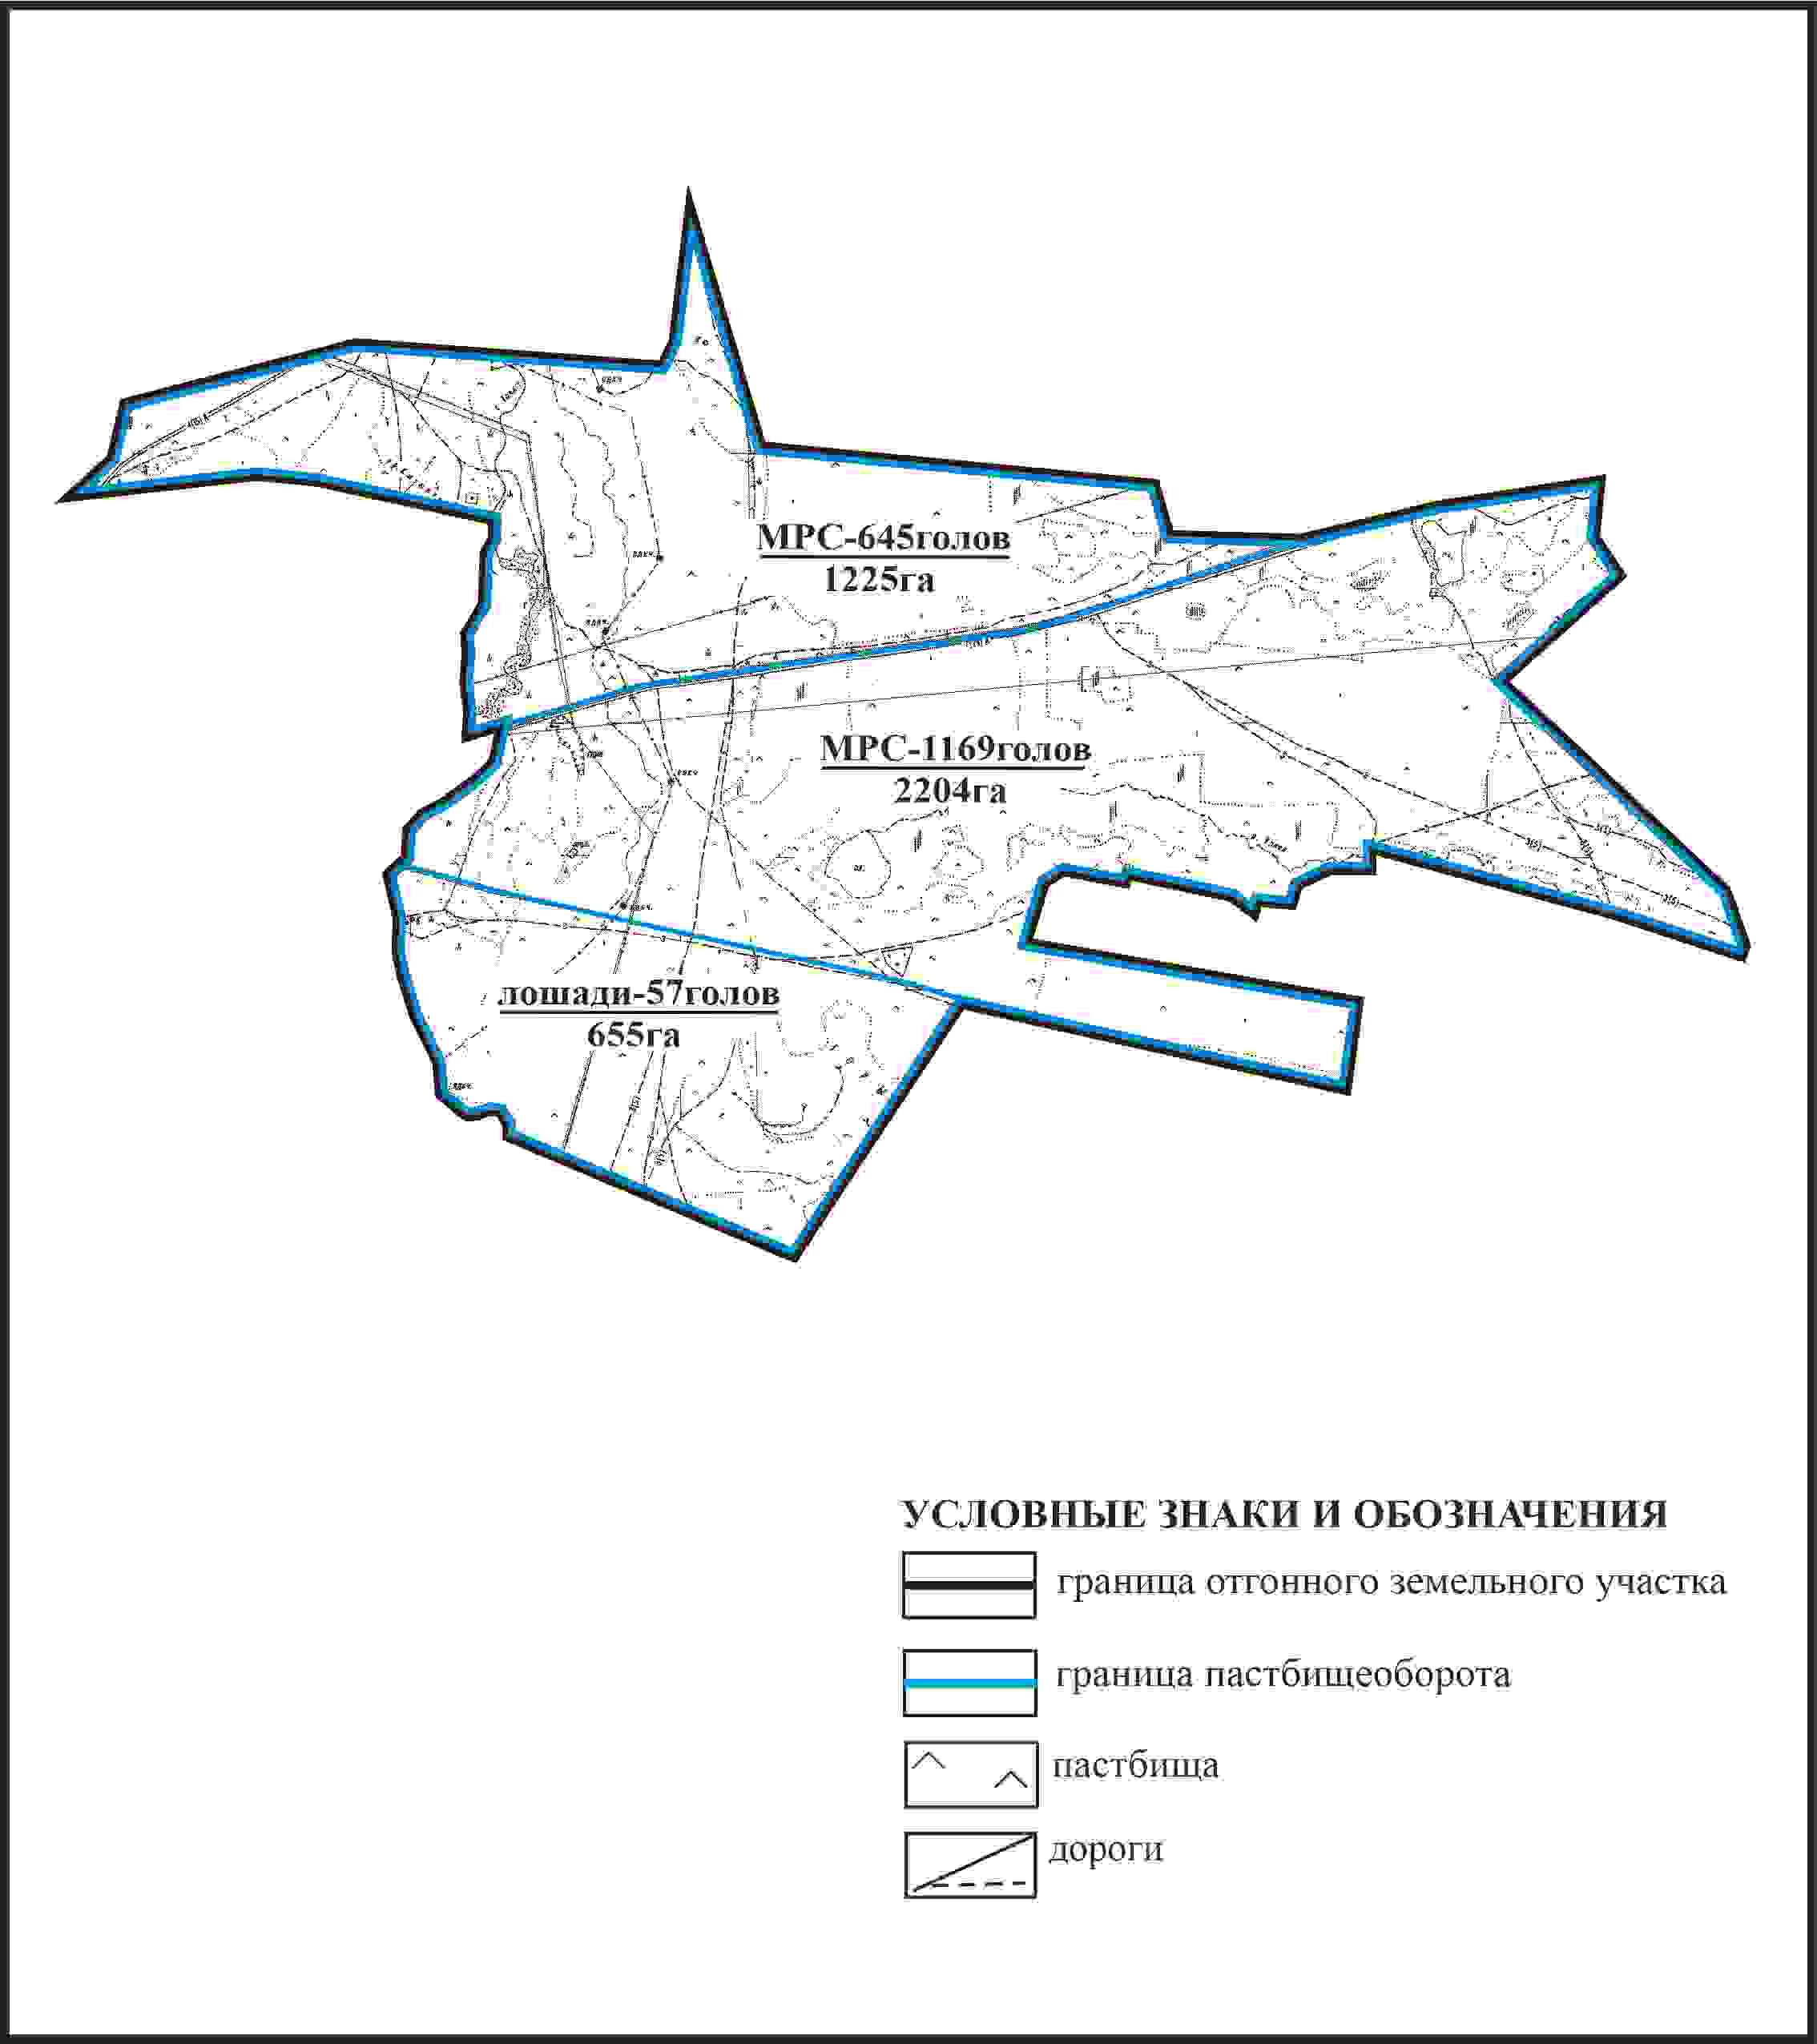 МРС-645голов
1225га
МРС-1169голов
2204га
лошади-57голов
655га
УСЛОВНЫЕ ЗНАКИ И ОБОЗНАЧЕНИЯ
граница отгонного земельного участка
граница пастбищеоборота
пастбища
дороги